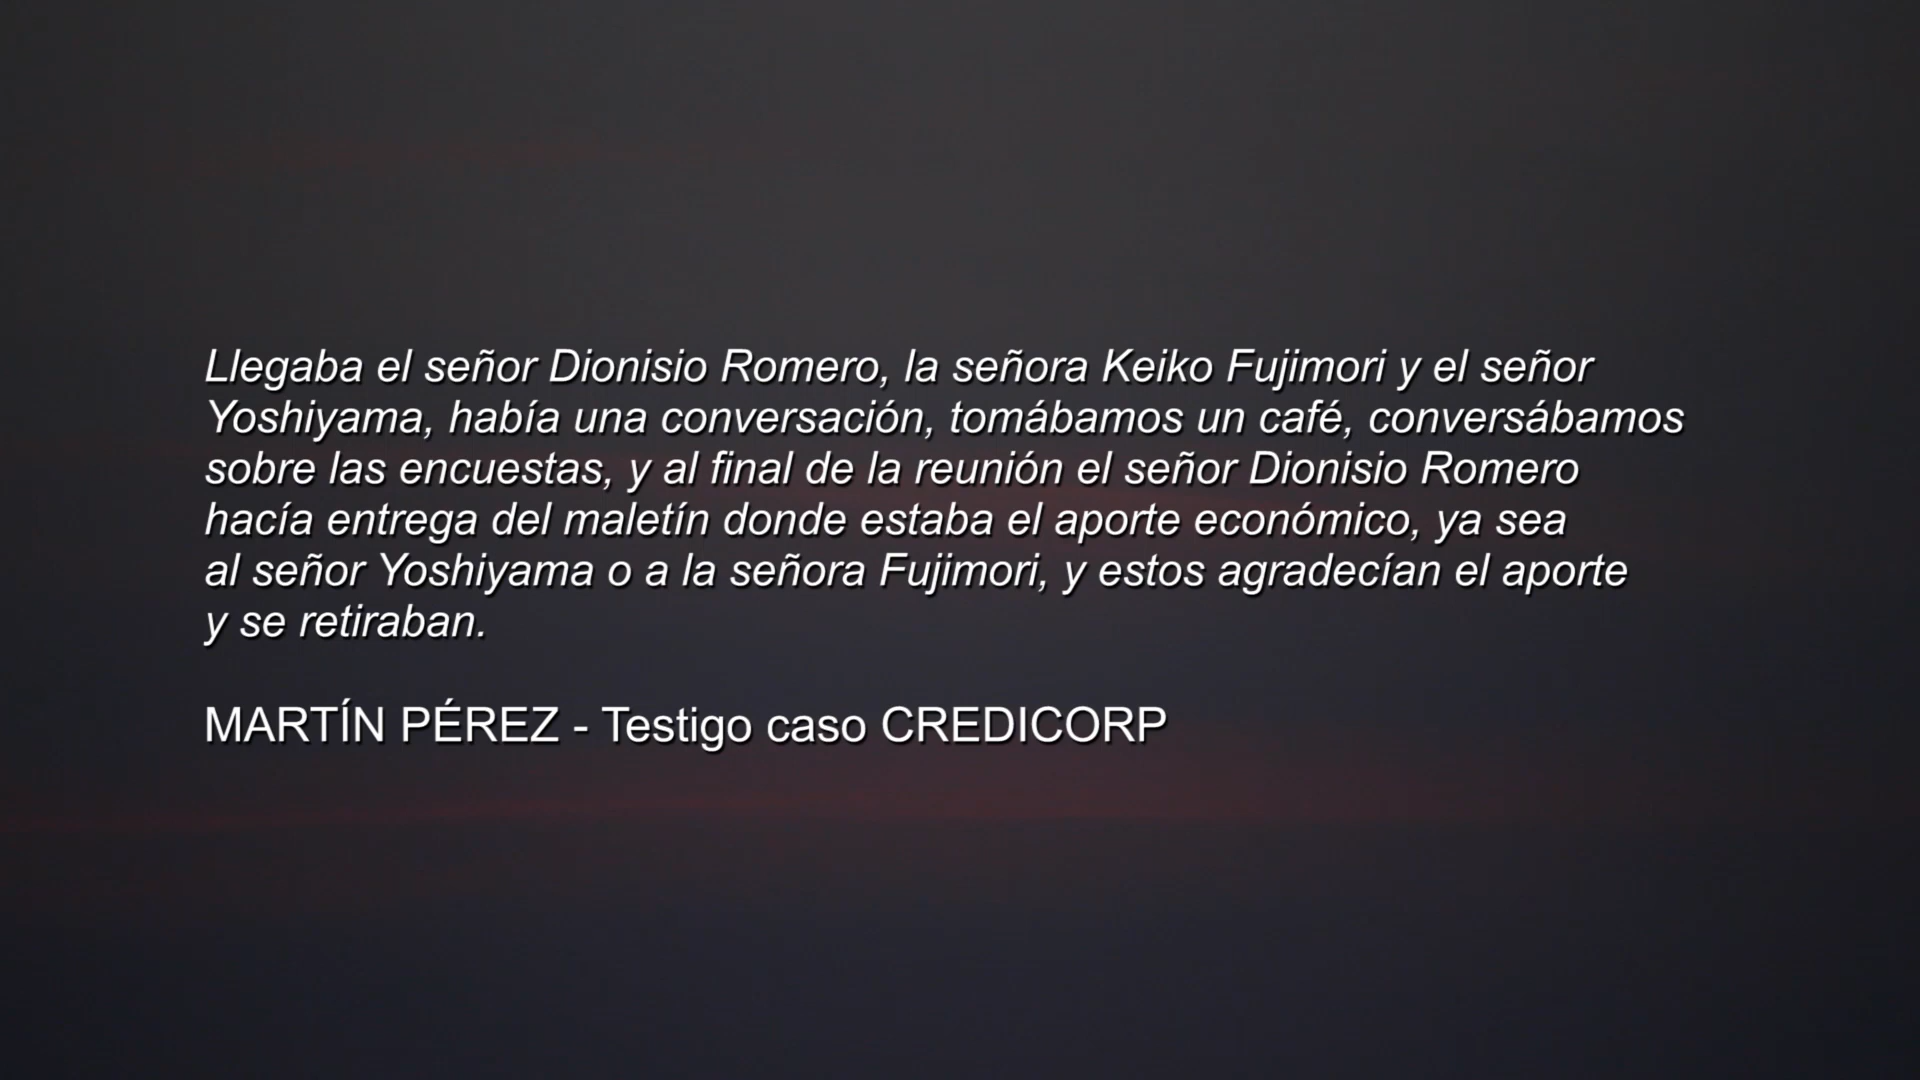 Llegaba el señor Dionisio Romero, la señora Keiko Fujimori y el señor
Yoshiyama, había una conversación, tomábamos un café, conversábamos
sobre las encuestas, y al final de la reunión el señor Dionisio Romero
hacía entrega del maletín donde estaba el aporte económico, ya sea
al señor Yoshiyama o a la señora Fujimori, y estos agradecían el aporte
y se retiraban.
MARTÍN PÉREZ - Testigo caso CREDICORP